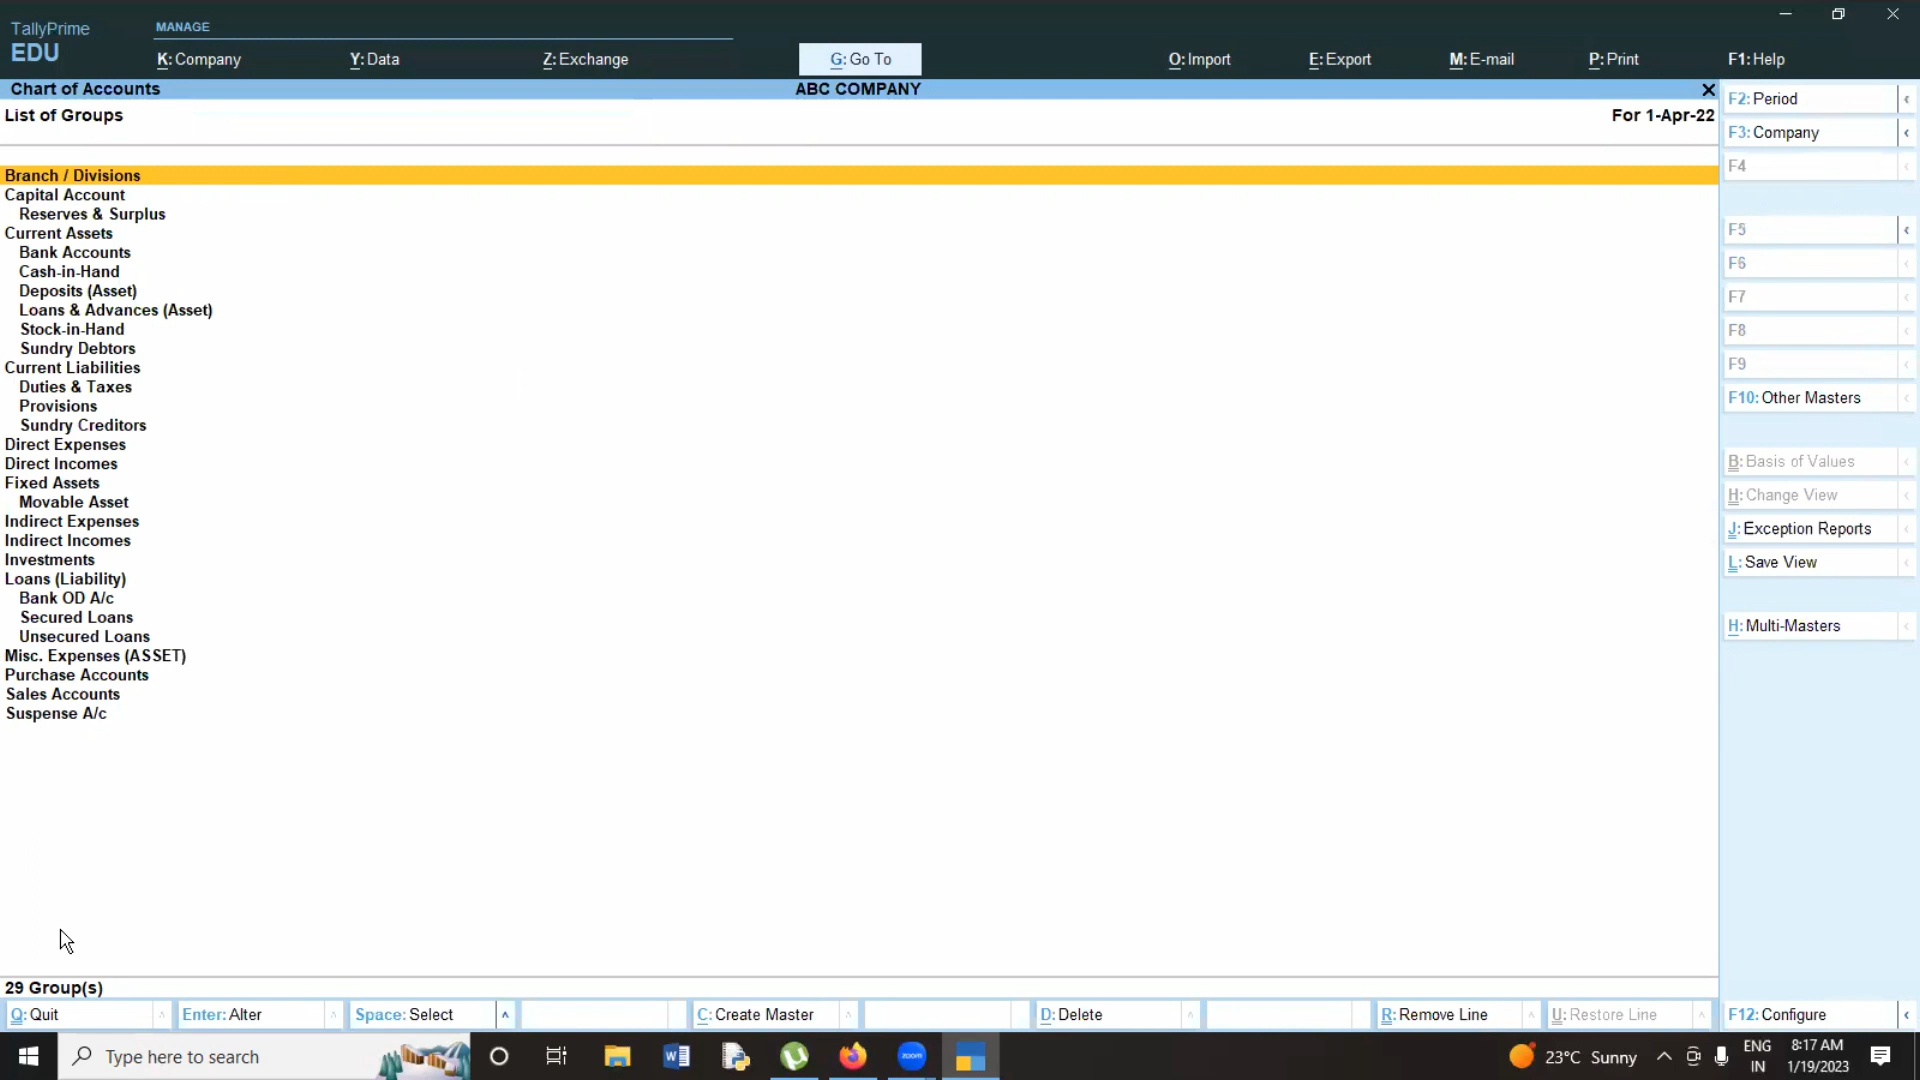 TallyPrime
EDU
MANAGE
K: Company
Y: Data
Z: Exchange
G: Go To
O: Import
E: Export
M: E-mail
P: Print
F1: Help
Chart of Accounts
ABC COMPANY
List of Groups
For 1-Apr-22
Branch / Divisions
Capital Account
Reserves & Surplus
Current Assets
Bank Accounts
Cash-in-Hand
Deposits (Asset)
Loans & Advances (Asset)
Stock-in-Hand
Sundry Debtors
Current Liabilities
Duties & Taxes
Provisions
Sundry Creditors
Direct Expenses
Direct Incomes
Fixed Assets
Movable Asset
Indirect Expenses
Indirect Incomes
Investments
Loans (Liability)
Bank OD A/c
Secured Loans
Unsecured Loans
Misc. Expenses (ASSET)
Purchase Accounts
Sales Accounts
Suspense A/c
29 Group(s)
F2: Period
F3: Company
F4
F5
F6
F7
F8
F9
F10: Other Masters
B: Basis of Values
H: Change View
J: Exception Reports
L: Save View
H: Multi-Masters
Q: Quit
Enter: Alter
Space: Select
C: Create Master
D: Delete
R: Remove Line
U: Restore Line
F12: Configure
Type here to search
zoom
23°C Sunny
ENG
IN
8:17 AM
1/19/2023